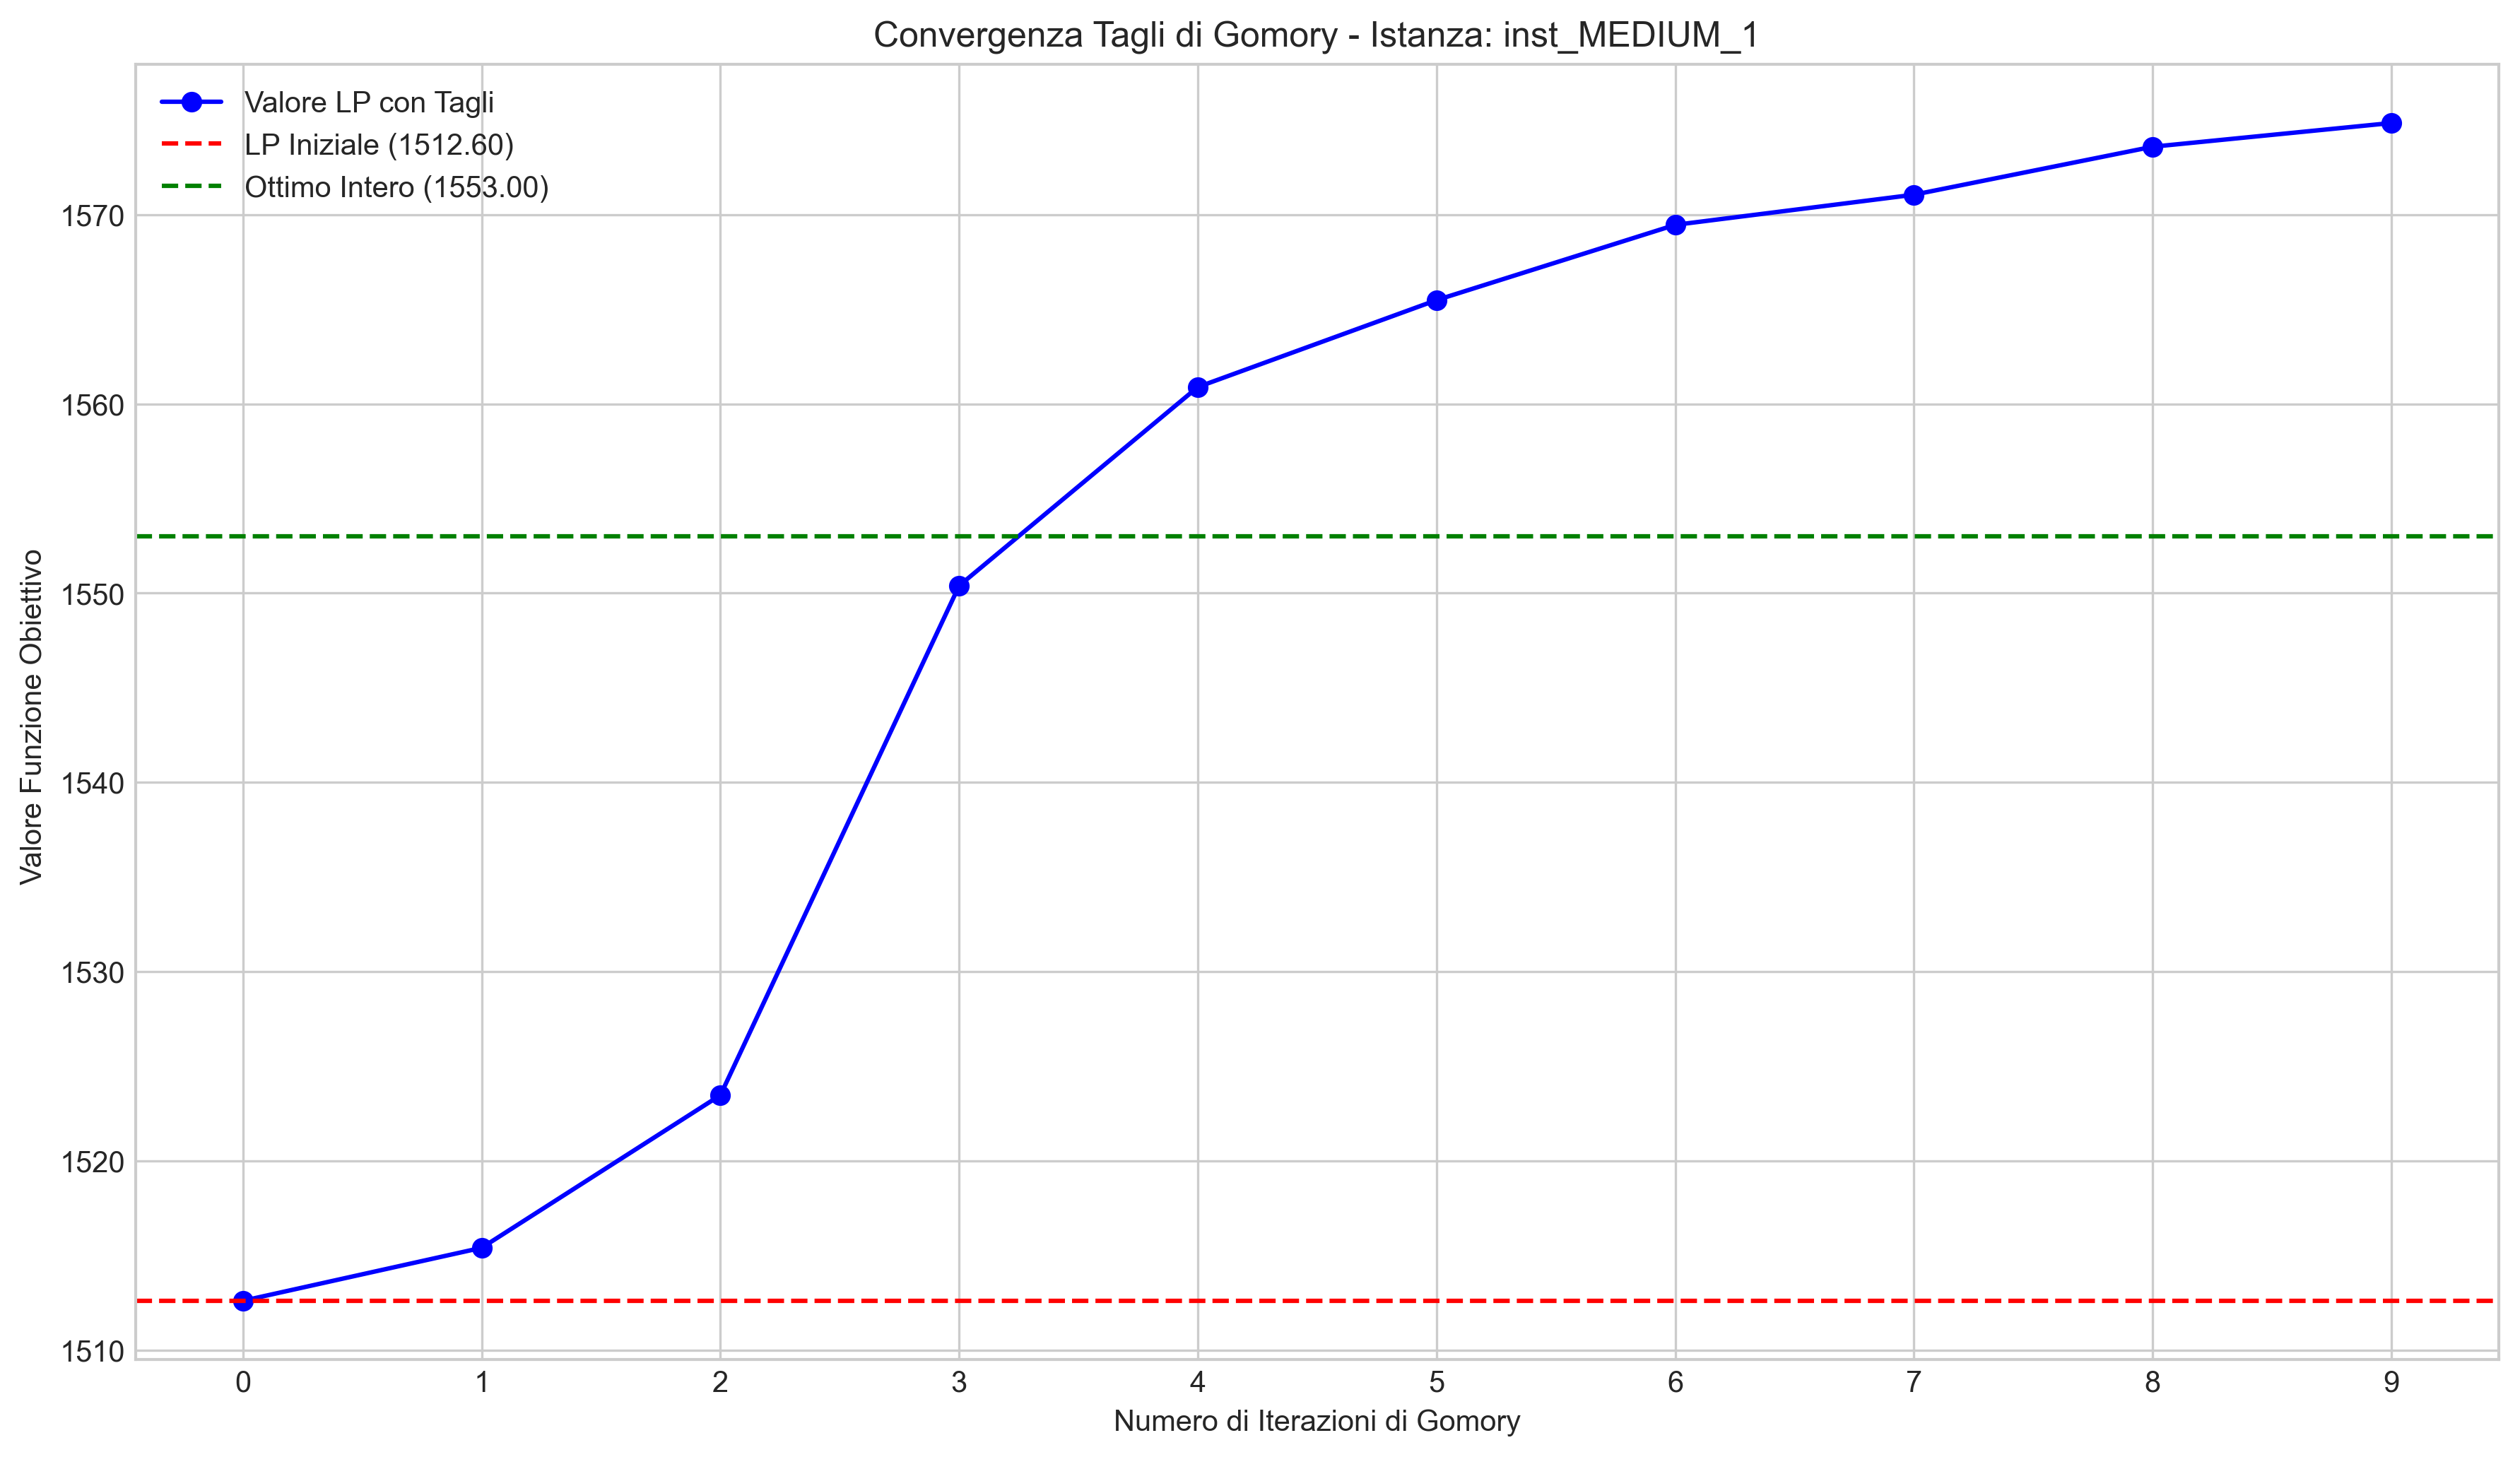 Convergenza Tagli di Gomory - Istanza: inst_MEDIUM_1
Valore LP con Tagli
LP Iniziale (1512.60)
Ottimo Intero (1553.00)
Valore Funzione Obiettivo
1570
1560
1550
1540
1530
1520
1510
0 1 2 3 4 5 6 7 8 9
Numero di Iterazioni di Gomory